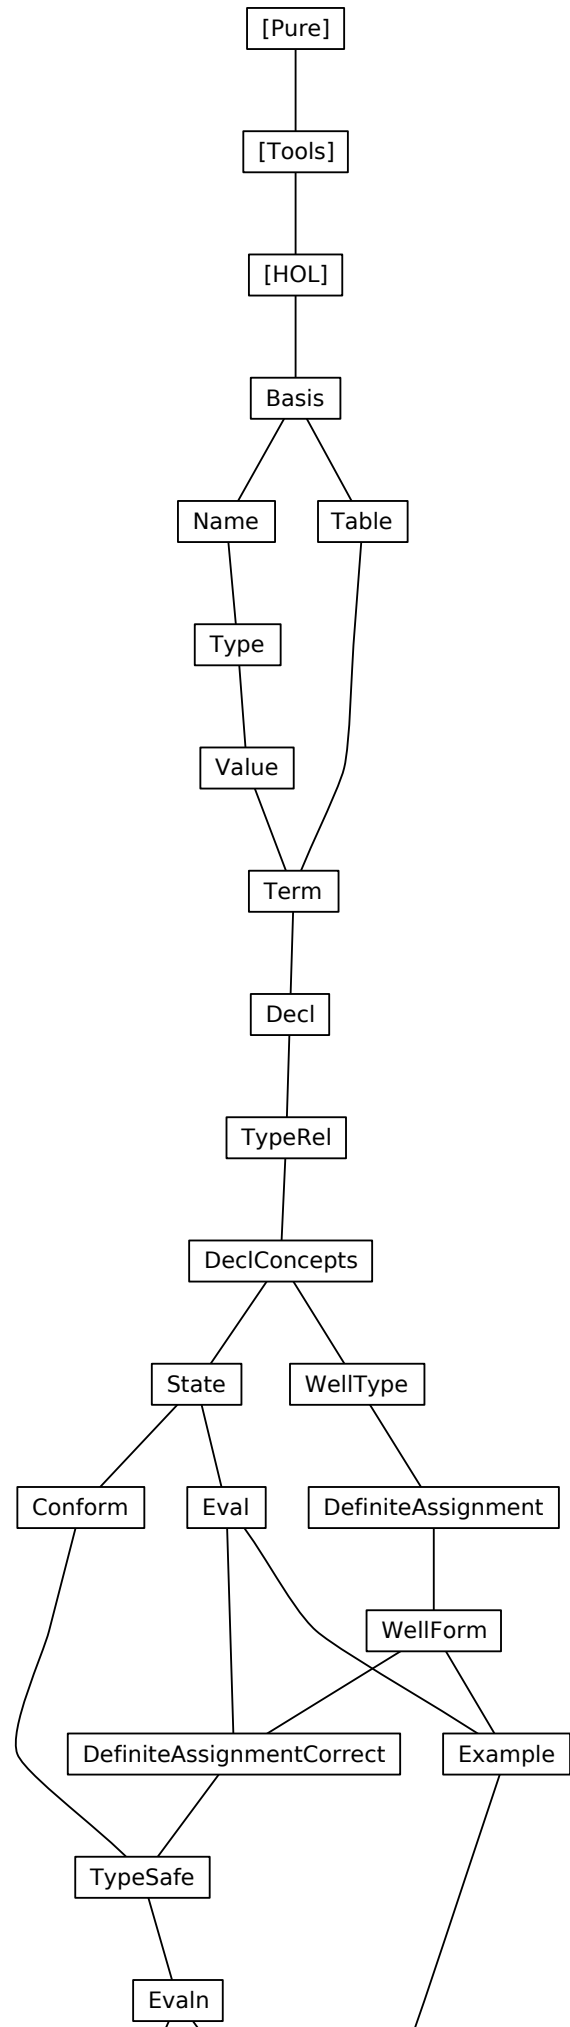 [Pure]
[Tools]
[HOL]
Basis
Name
Table
Type
Value
Term
Decl
TypeRel
DeclConcepts
State
WellType
Conform
Eval
DefiniteAssignment
WellForm
DefiniteAssignmentCorrect
Example
TypeSafe
Evaln